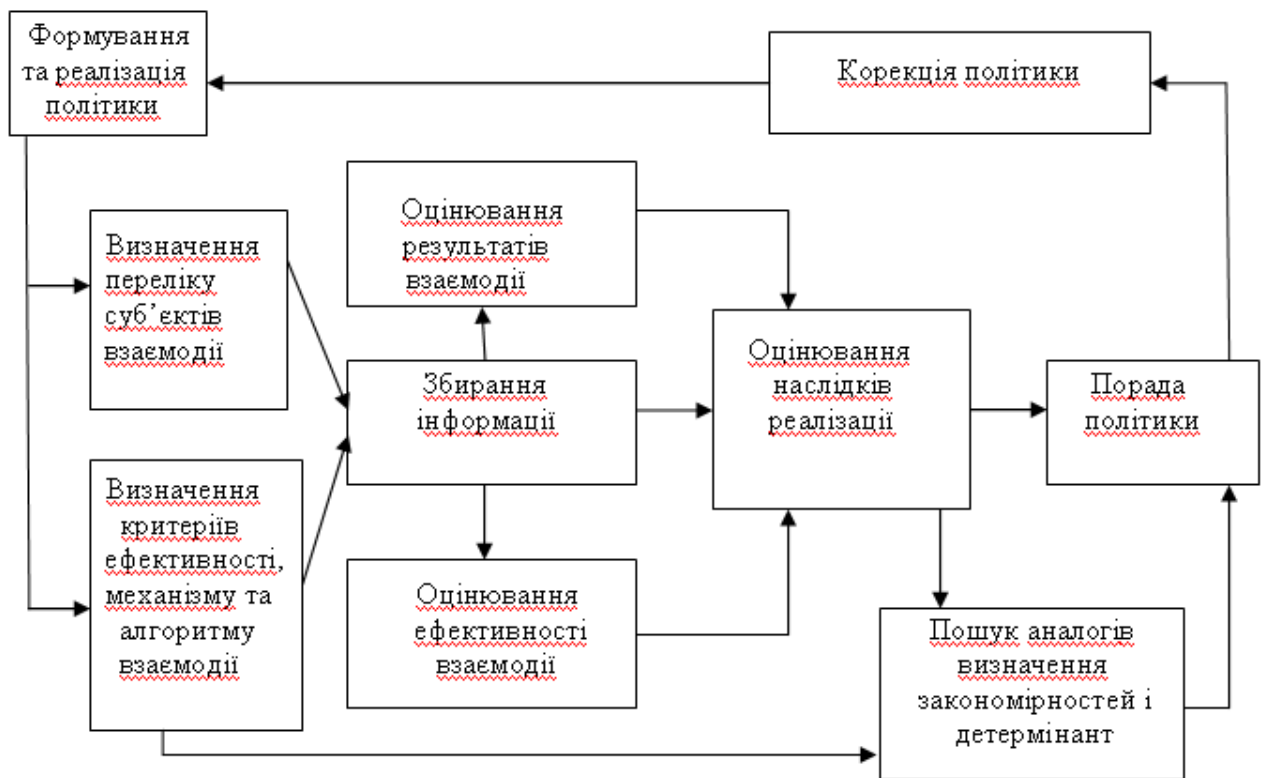 Формування
та реалізація
політики
Корекція політики
Визначення
переліку
суб’єктів
взаємодії
Оцінювання
результатів
взаємодії
Збирання
інформації
Оцінювання
наслідків
реалізації
Порада
політики
Визначення
критеріїв
ефективності,
механізму та
алгоритму
взаємодії
Оцінювання
ефективності
взаємодії
Пошук аналогів
визначення
закономірностей і
детермінант